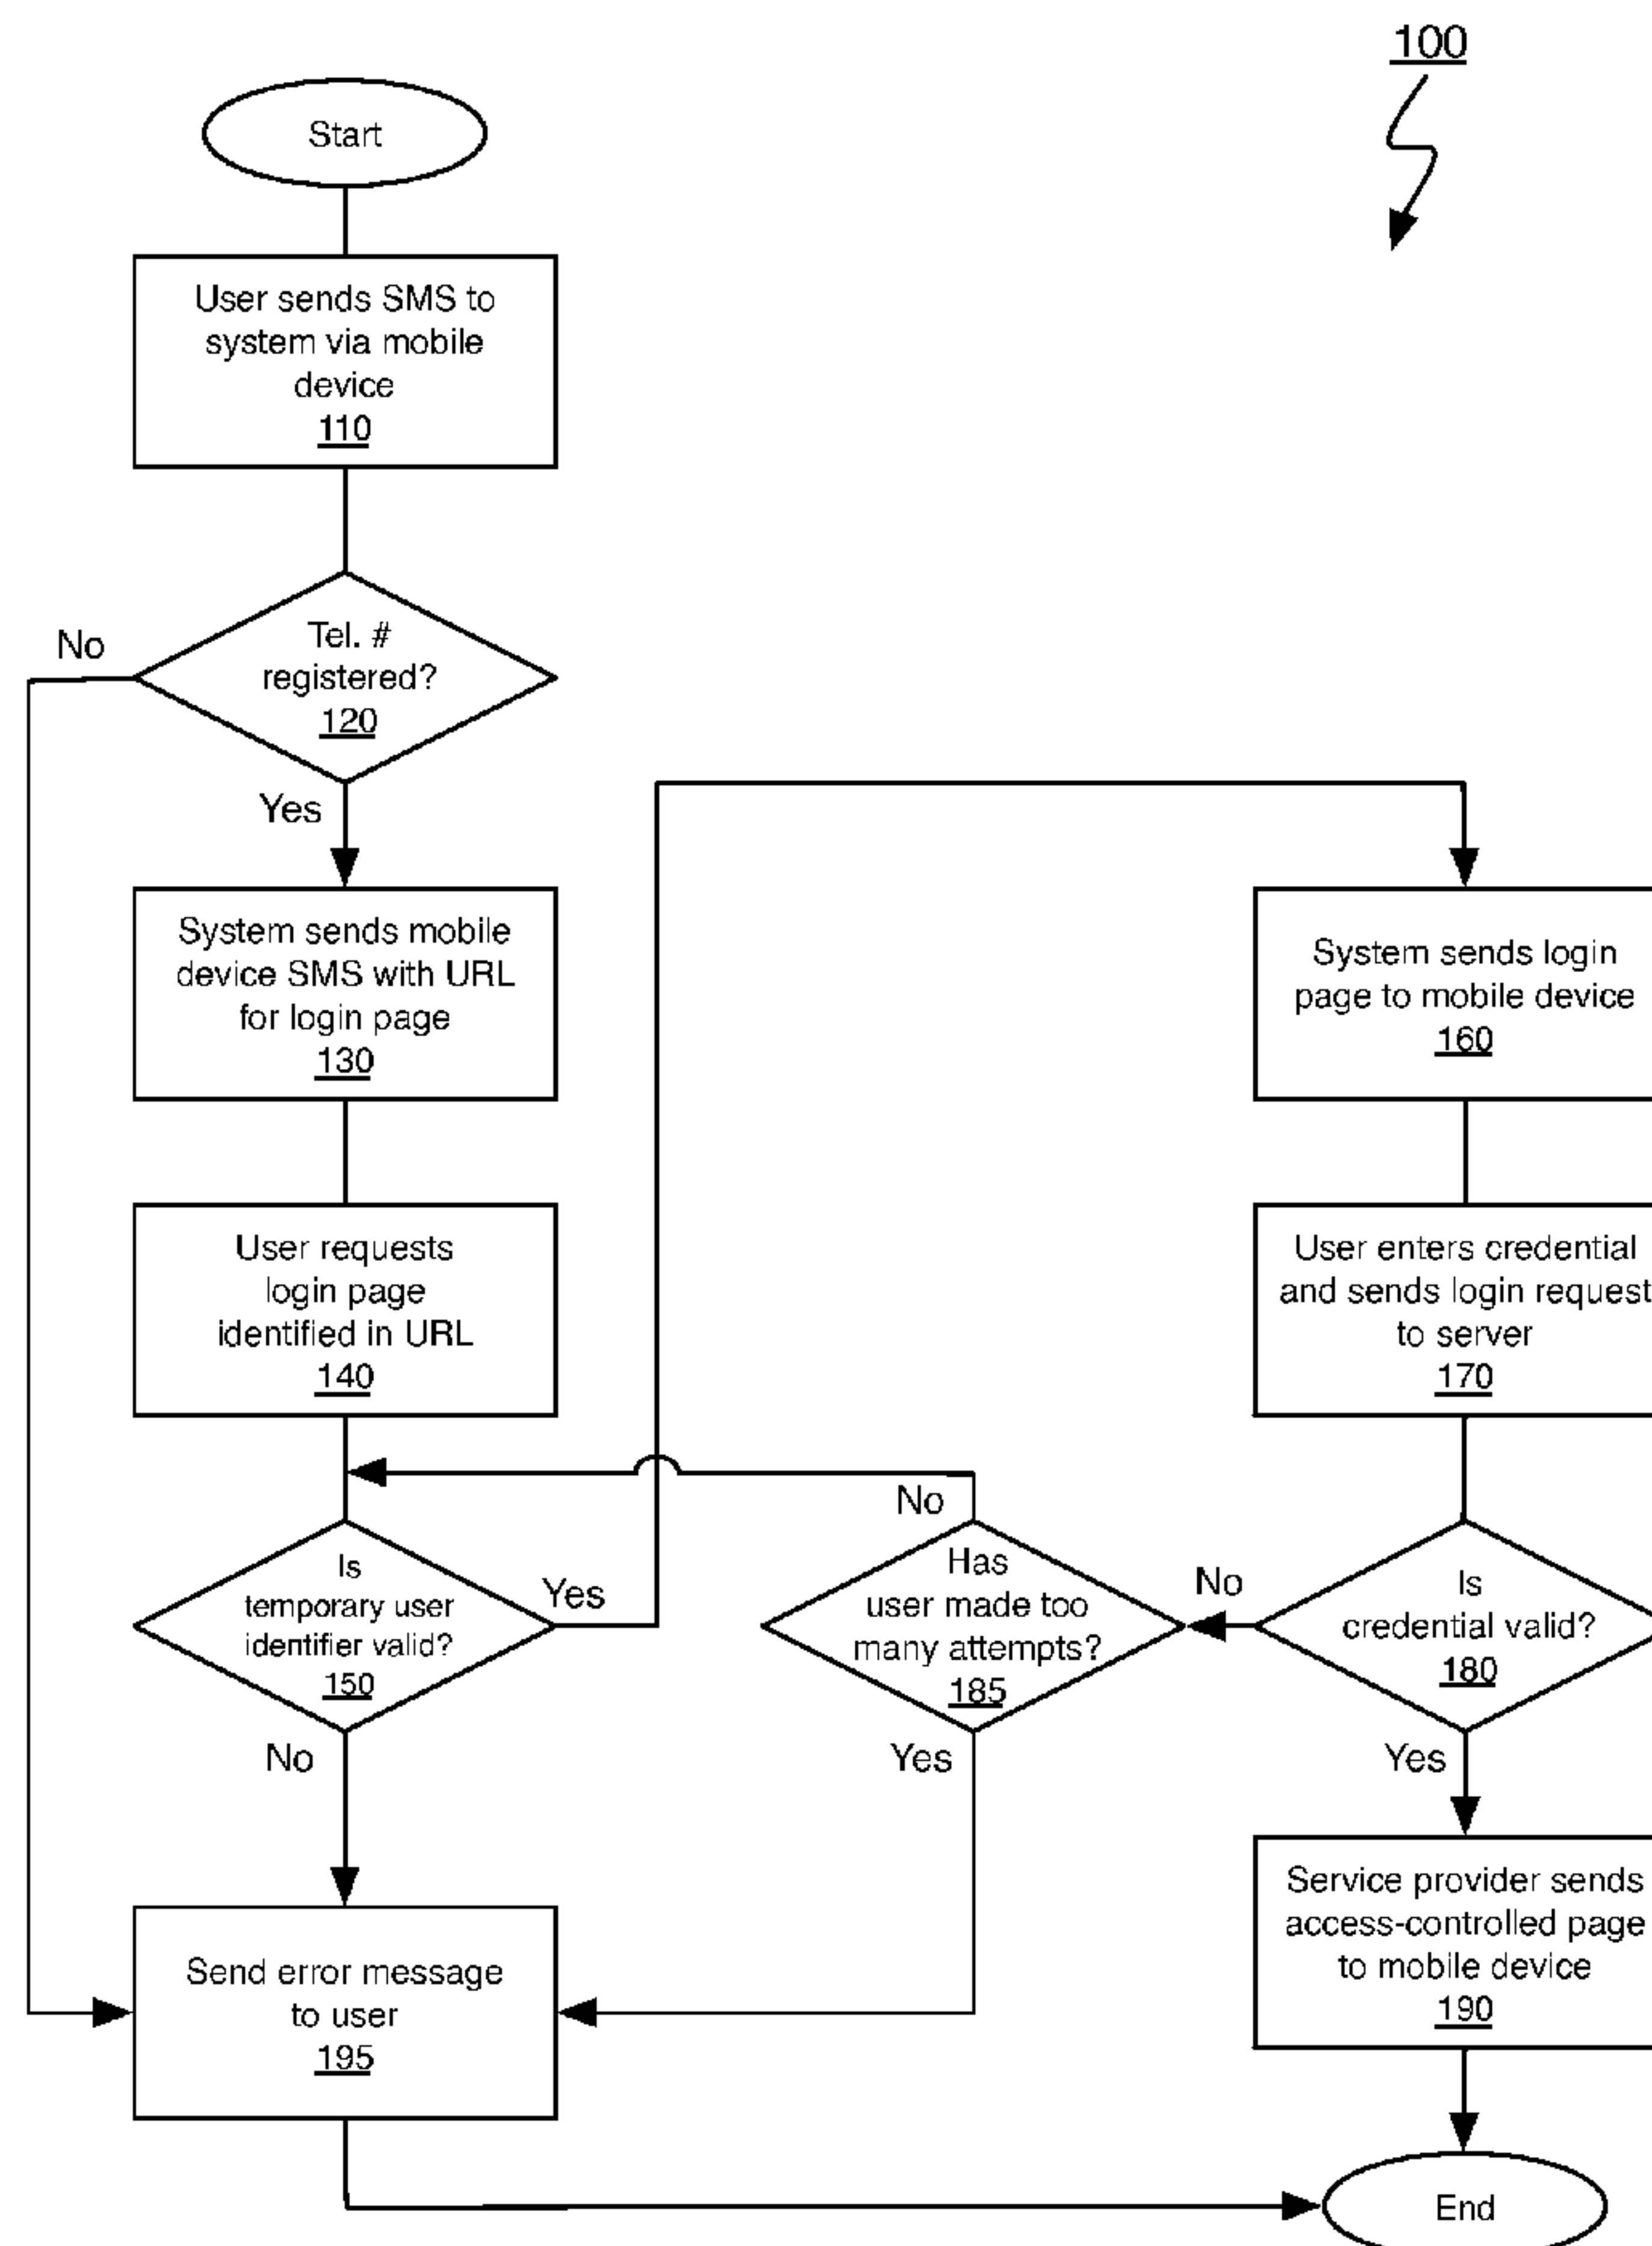 100
Start
User sends SMS to
system via mobile
device
110
Tel. #
registered?
120
No
Yes
System sends mobile
device SMS with URL
for login page
130
User requests
login page
identified in URL
140
Is
temporary user
identifier valid?
150
Yes
No
System sends login
page to mobile device
160
User enters credential
and sends login request
to server
170
Is
credential valid?
180
No
Yes
Has
user made too
many attempts?
185
No
Yes
Service provider sends
access-controlled page
to mobile device
190
Send error message
to user
195
End